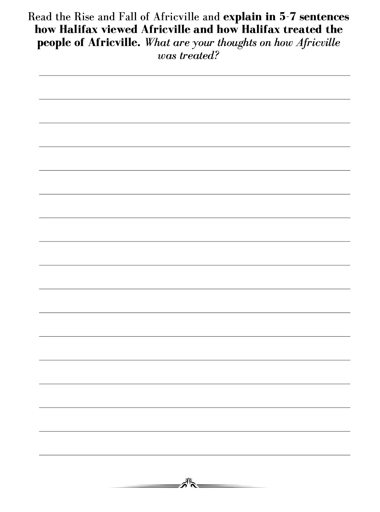 Read the Rise and Fall of Africville and explain in 5-7 sentences
how Halifax viewed Africville and how Halifax treated the
people of Africville. What are your thoughts on how Africville
was treated?